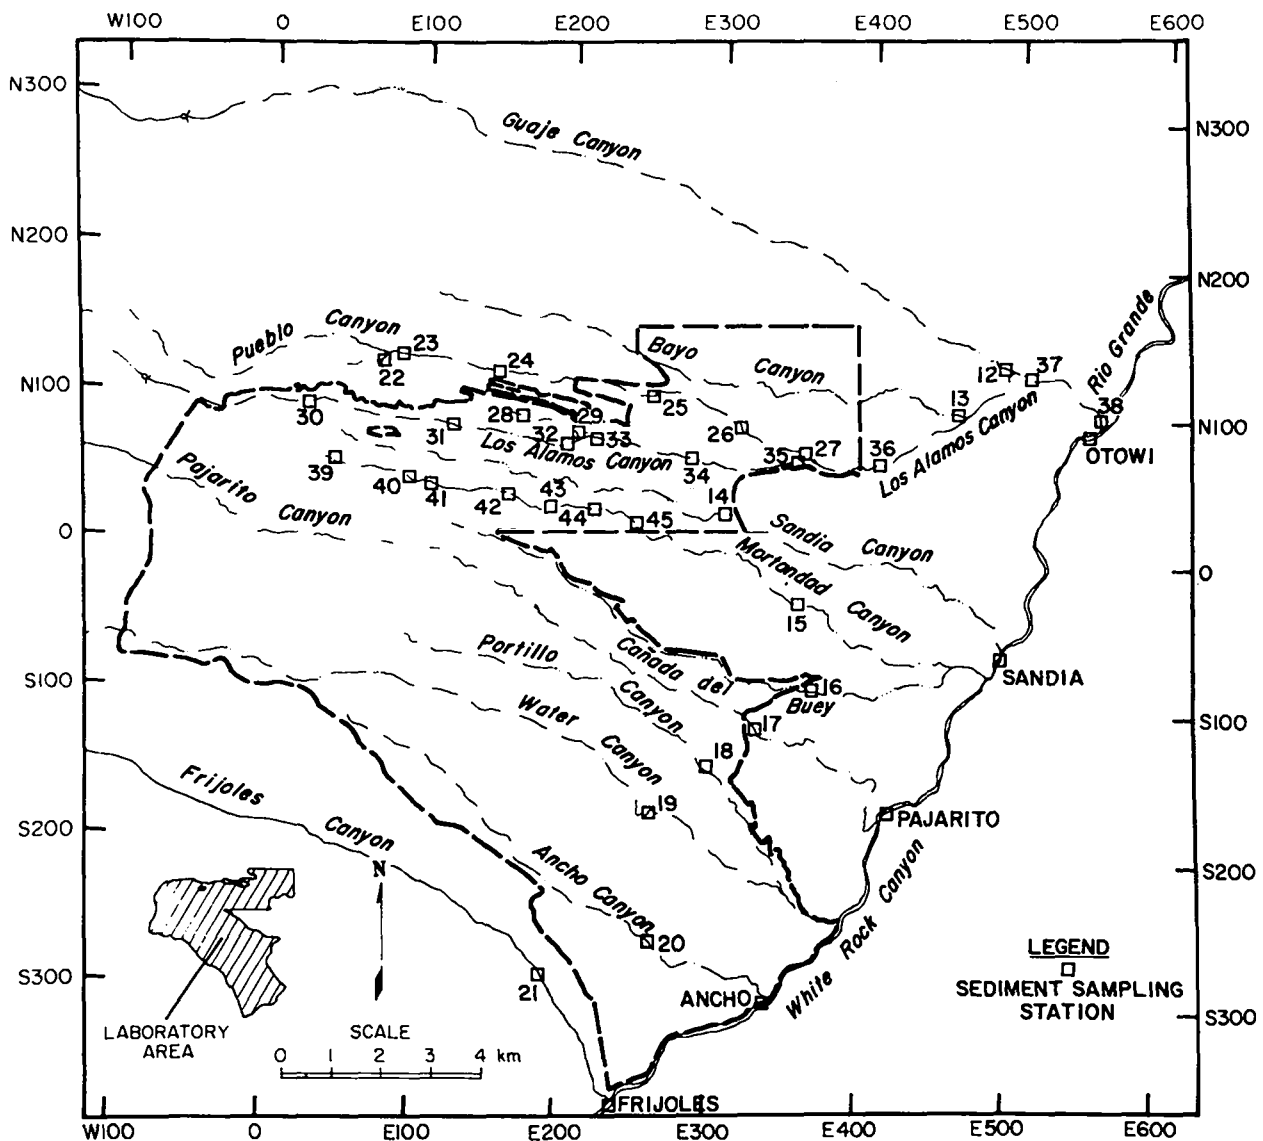 W100 0 E100 E200 E300 E400 E500 E600
N300
N300
Guaje Canyon
N200
N200
Rio Grande
Pueblo Canyon
23
22
24
Bayo Canyon
12
37
N100
N100
30
31
28
29
25
13
38
32
33
26
27
36
OTOWI
Los Alamos Canyon
Los Alamos Canyon
35
34
39
40
41
42
43
44
45
14
Pajarito Canyon
0
0
Sandia Canyon
Mortandad Canyon
15
SANDIA
Portillo Canyon
Cañada del Buey
16
S100
S100
17
Water Canyon
18
19
Frijoles Canyon
PAJARITO
S200
S200
Ancho Canyon
20
21
White Rock Canyon
ANCHO
S300
S300
N
LABORATORY
AREA
SCALE
0 1 2 3 4 km
LEGEND
SEDIMENT SAMPLING
STATION
FRIJOLES
W100 0 E100 E200 E300 E400 E500 E600